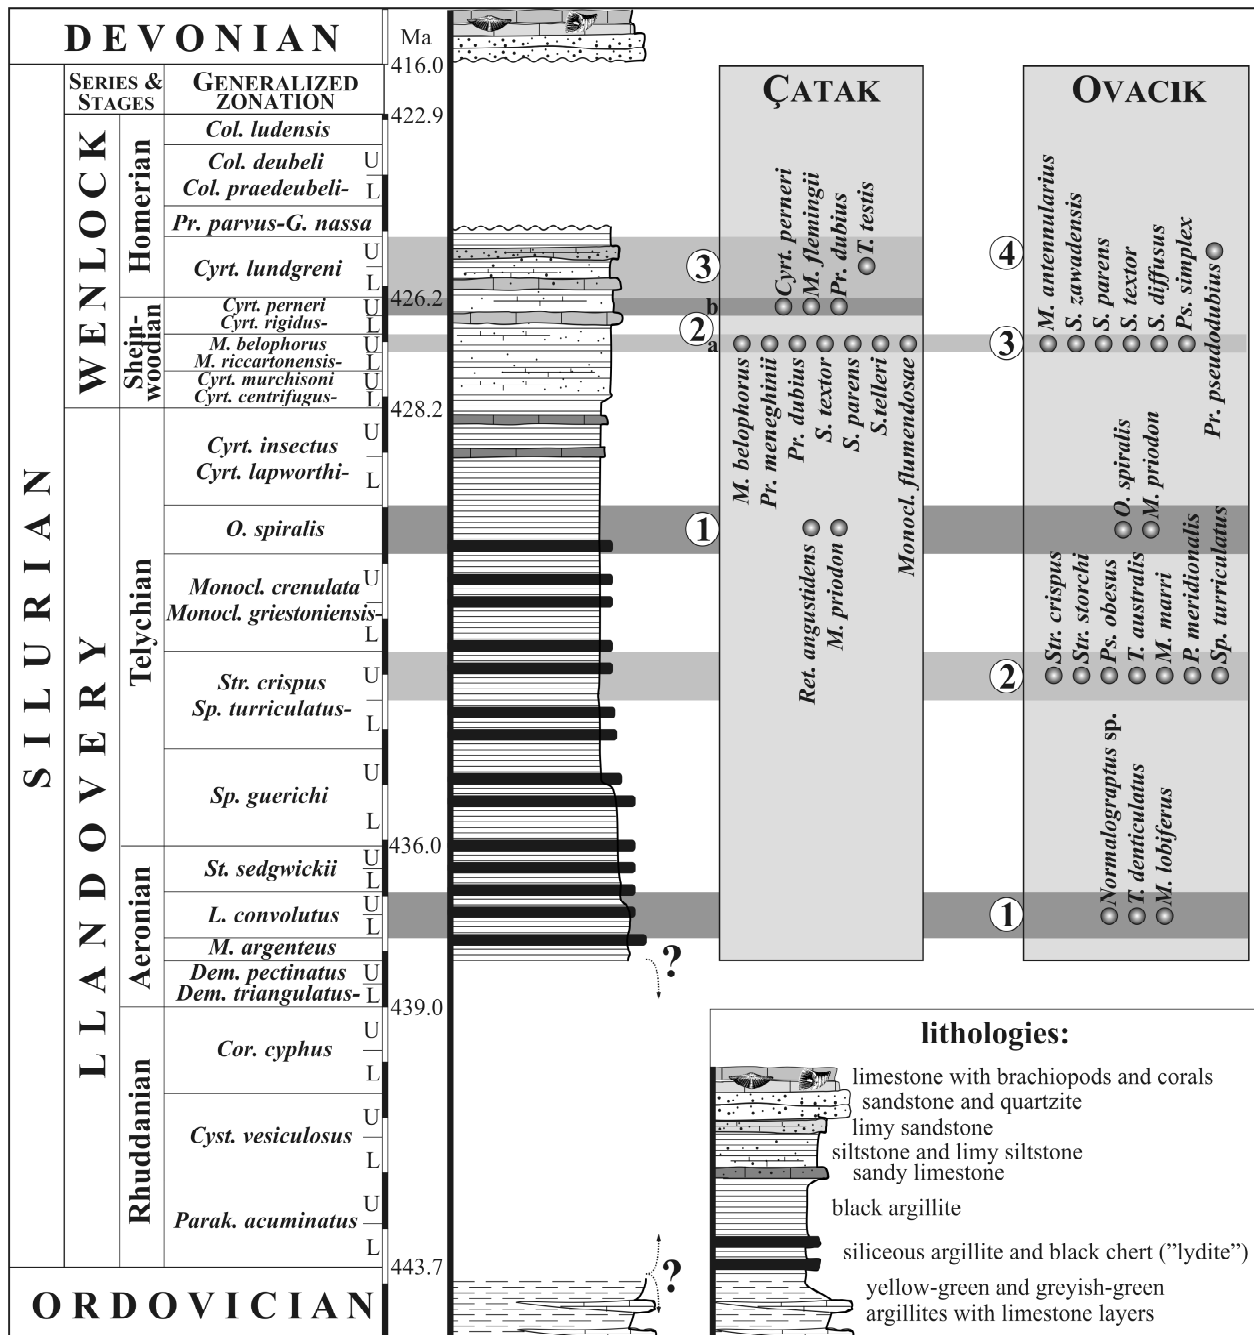 DEVONIAN
Ma
416.0
SERIES &
STAGES
GENERALIZED
ZONATION
422.9
SILURIAN
WENLOCK
Homerian
Col. ludensis
Col. deubeli
U
Col. praedeubeli-
L
Pr. parvus-G. nassa
Cyrt. lundgreni
U
L
426.2
Shein-
woodian
Cyrt. perneri
U
Cyrt. rigidus-
L
M. belophorus
U
M. riccartonensis-
L
Cyrt. murchisoni
U
Cyrt. centrifugus-
L
428.2
LLANDOVERY
Telychian
Cyrt. insectus
U
Cyrt. lapworthi-
L
O. spiralis
Monocl. crenulata
U
Monocl. griestoniensis-
L
Str. crispus
U
Sp. turriculatus-
L
Sp. guerichi
U
L
436.0
Aeronian
St. sedgwickii
U
L
L. convolutus
U
L
M. argenteus
Dem. pectinatus
U
Dem. triangulatus-
L
439.0
Rhuddanian
Cor. cyphus
U
L
Cyst. vesiculosus
U
L
Parak. acuminatus
U
L
443.7
ORDOVICIAN
?
?
ÇATAK
3
Cyrt. perneri
M. flemingii
Pr. dubius
T. testis
b
2
a
M. belophorus
Pr. meneghinii
Pr. dubius
S. textor
S. parens
S.telleri
Monocl. flumendosae
1
Ret. angustidens
M. priodon
OVACIK
4
M. antennularius
S. zawadensis
S. parens
S. textor
S. diffusus
Ps. simplex
Pr. pseudodubius
3
O. spiralis
M. priodon
Str. crispus
Str. storchi
Ps. obesus
T. australis
M. marri
P. meridionalis
Sp. turriculatus
2
Normalograptus sp.
T. denticulatus
M. lobiferus
1
lithologies:
limestone with brachiopods and corals
sandstone and quartzite
limy sandstone
siltstone and limy siltstone
sandy limestone
black argillite
siliceous argillite and black chert ("lydite")
yellow-green and greyish-green
argillites with limestone layers